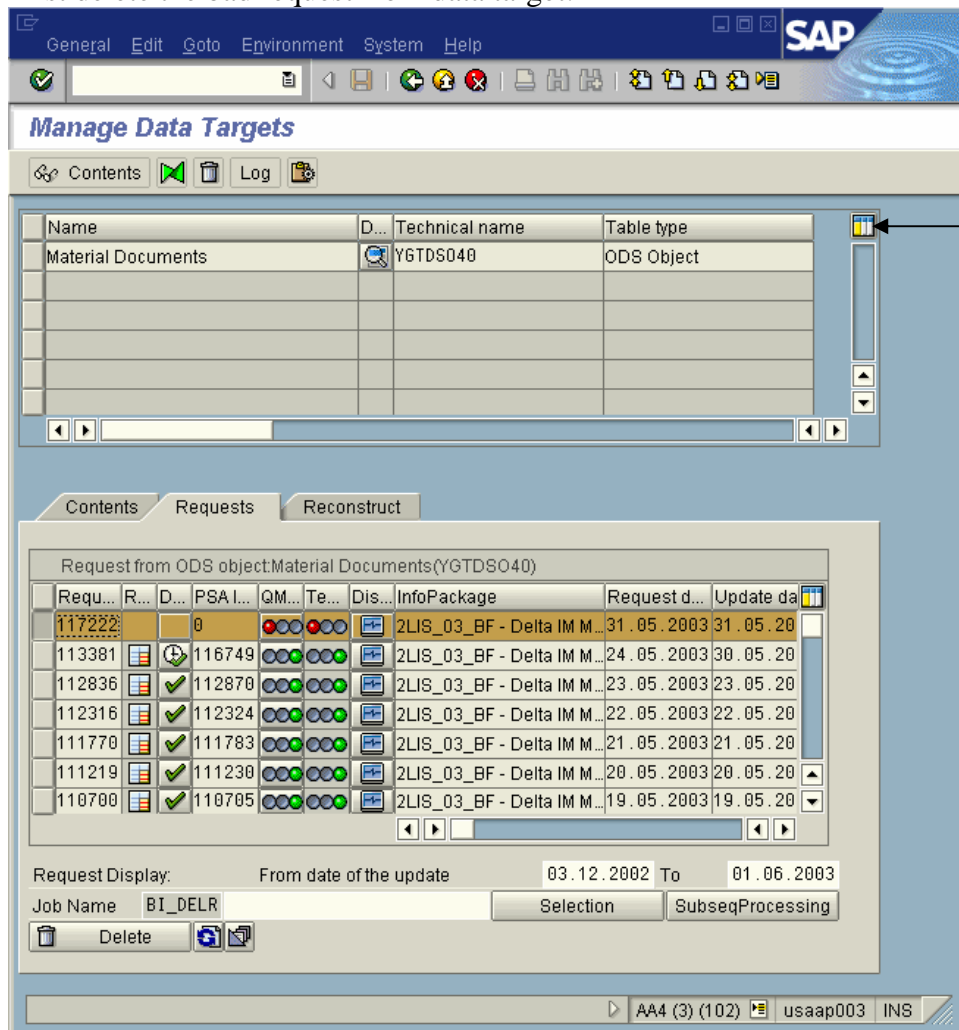 General Edit Goto Environment System Help
SAP
Manage Data Targets
Contents Log
Name D... Technical name Table type
Material Documents YGTDSO40 ODS Object
Contents Requests Reconstruct
Request from ODS object:Material Documents(YGTDSO40)
Requ... R... D... PSA I... QM... Te... Dis... InfoPackage Request d... Update da
117222 0 2LIS_03_BF - Delta IM M... 31.05.2003 31.05.20
113381 116749 2LIS_03_BF - Delta IM M... 24.05.2003 30.05.20
112836 112870 2LIS_03_BF - Delta IM M... 23.05.2003 23.05.20
112316 112324 2LIS_03_BF - Delta IM M... 22.05.2003 22.05.20
111770 111783 2LIS_03_BF - Delta IM M... 21.05.2003 21.05.20
111219 111230 2LIS_03_BF - Delta IM M... 20.05.2003 20.05.20
110700 110705 2LIS_03_BF - Delta IM M... 19.05.2003 19.05.20
Request Display: From date of the update 03.12.2002 To 01.06.2003
Job Name BI_DELR Selection SubseqProcessing
Delete
AA4 (3) (102) usaap003 INS